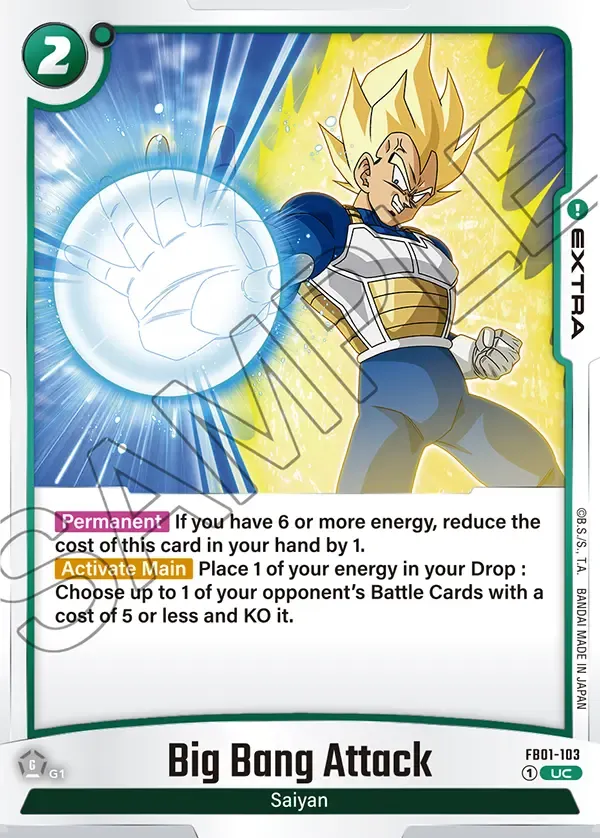 2
EXTRA
SAMPLE
Permanent If you have 6 or more energy, reduce the
cost of this card in your hand by 1.
Activate Main Place 1 of your energy in your Drop :
Choose up to 1 of your opponent's Battle Cards with a
cost of 5 or less and KO it.
©B.S./S., T.A. BANDAI MADE IN JAPAN
G G1
Big Bang Attack
FB01-103
1 UC
Saiyan